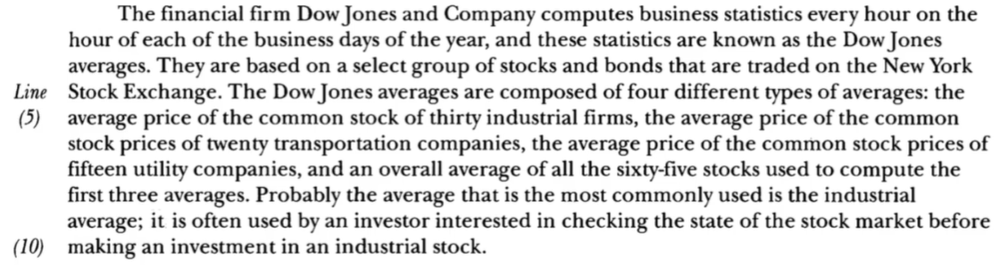 The financial firm Dow Jones and Company computes business statistics every hour on the
hour of each of the business days of the year, and these statistics are known as the Dow Jones
averages. They are based on a select group of stocks and bonds that are traded on the New York
Line Stock Exchange. The Dow Jones averages are composed of four different types of averages: the
(5) average price of the common stock of thirty industrial firms, the average price of the common
stock prices of twenty transportation companies, the average price of the common stock prices of
fifteen utility companies, and an overall average of all the sixty-five stocks used to compute the
first three averages. Probably the average that is the most commonly used is the industrial
average; it is often used by an investor interested in checking the state of the stock market before
(10) making an investment in an industrial stock.